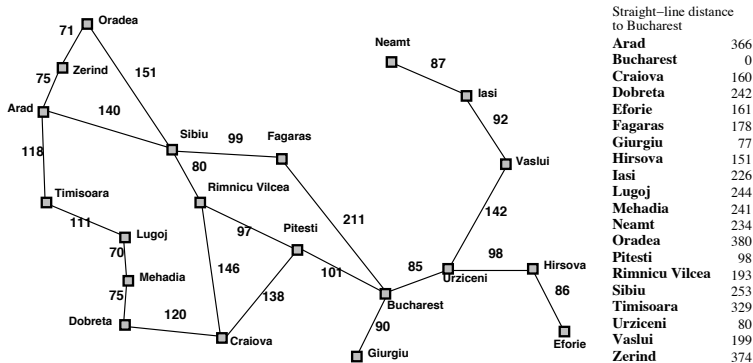 Oradea
71
Neamt
87
Zerind
151
75
Iasi
Arad
140
92
Sibiu
Fagaras
99
118
80
Vaslui
Timisoara
Rimnicu Vilcea
111
Lugoj
97
Pitesti
211
142
70
98
Hirsova
Mehadia
146
101
85
Urziceni
75
138
86
120
Bucharest
Dobreta
90
Craiova
Eforie
Giurgiu
Straight−line distance
to Bucharest
Arad 366
Bucharest 0
Craiova 160
Dobreta 242
Eforie 161
Fagaras 178
Giurgiu 77
Hirsova 151
Iasi 226
Lugoj 244
Mehadia 241
Neamt 234
Oradea 380
Pitesti 98
Rimnicu Vilcea 193
Sibiu 253
Timisoara 329
Urziceni 80
Vaslui 199
Zerind 374